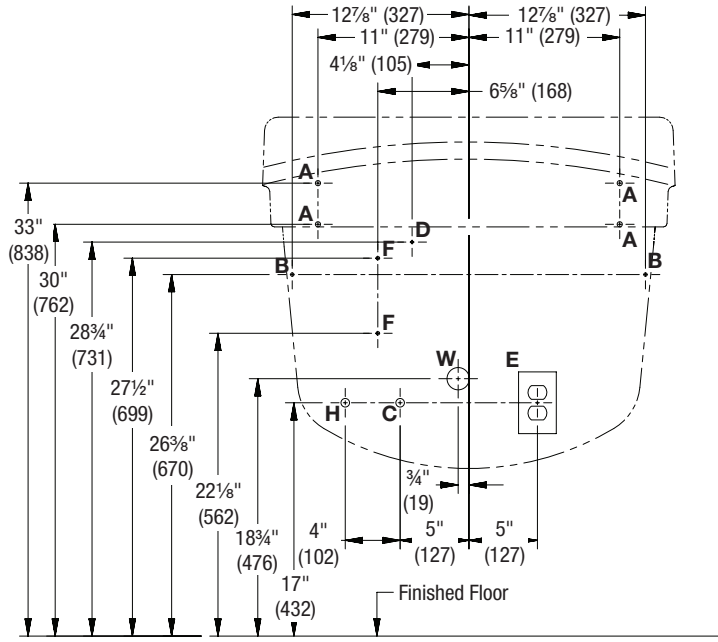 12⅞" (327)
12⅞" (327)
11" (279)
11" (279)
4⅛" (105)
6⅝" (168)
A
A
A
A
D
F
B
B
F
W
E
H
C
33"
(838)
30"
(762)
28¾"
(731)
27½"
(699)
26⅜"
(670)
22⅛"
(562)
18¾"
(476)
17"
(432)
4"
(102)
¾"
(19)
5"
(127)
5"
(127)
Finished Floor